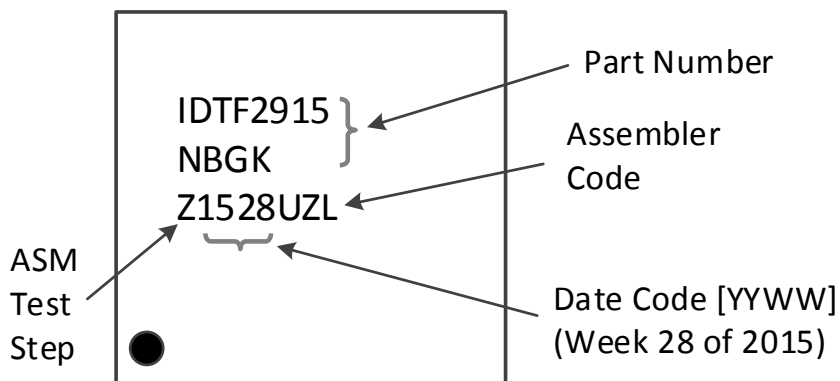 IDTF2915
NBGK
Z1528UZL
Part Number
Assembler
Code
ASM
Test
Step
Date Code [YYWW]
(Week 28 of 2015)